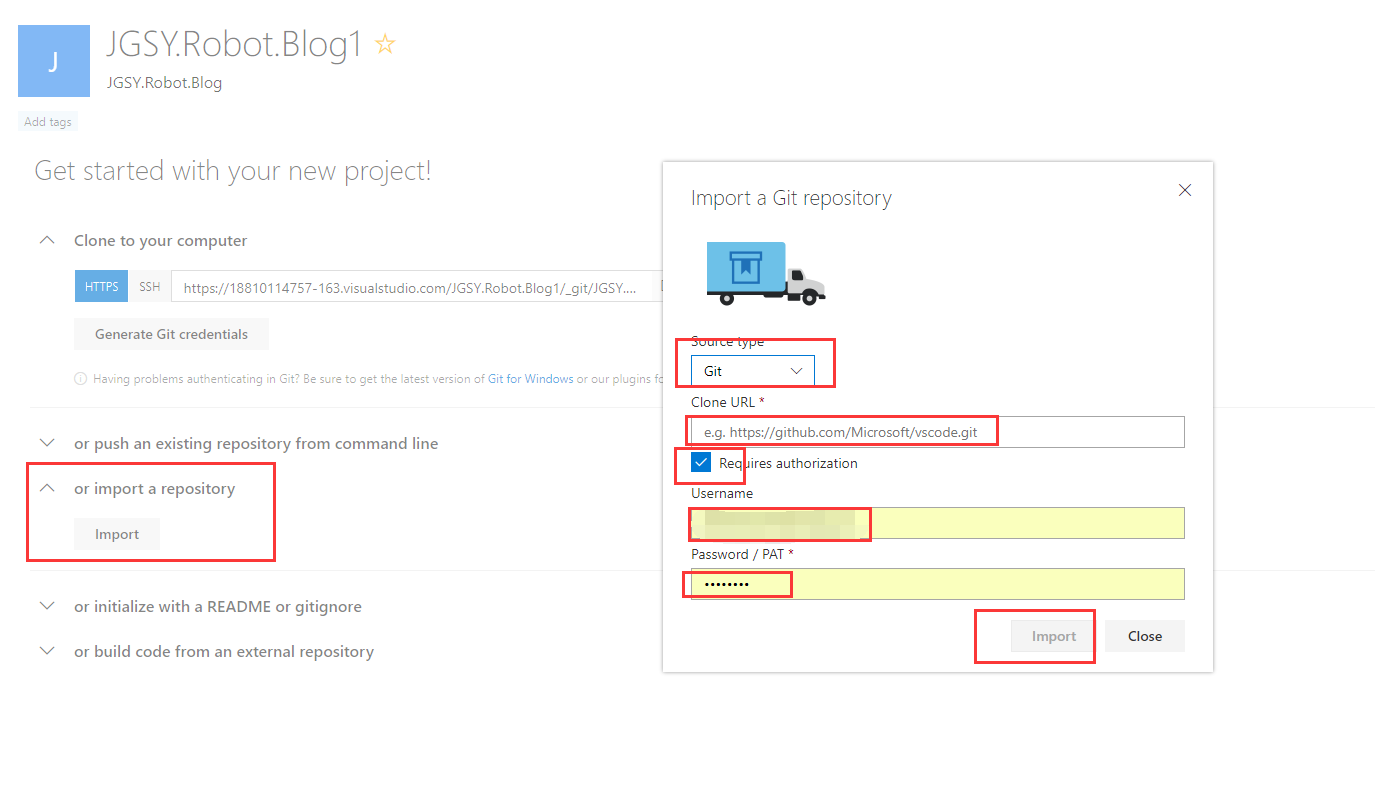 J
JGSY.Robot.Blog1
JGSY.Robot.Blog
Add tags
Get started with your new project!
Clone to your computer
HTTPS SSH https://18810114757-163.visualstudio.com/JGSY.Robot.Blog1/_git/JGSY....
Generate Git credentials
Having problems authenticating in Git? Be sure to get the latest version of Git for Windows or our plugins
or push an existing repository from command line
or import a repository
Import
or initialize with a README or gitignore
or build code from an external repository
Import a Git repository
Source type
Git
Clone URL *
e.g. https://github.com/Microsoft/vscode.git
Requires authorization
Username
Password / PAT *
••••••••
Import Close